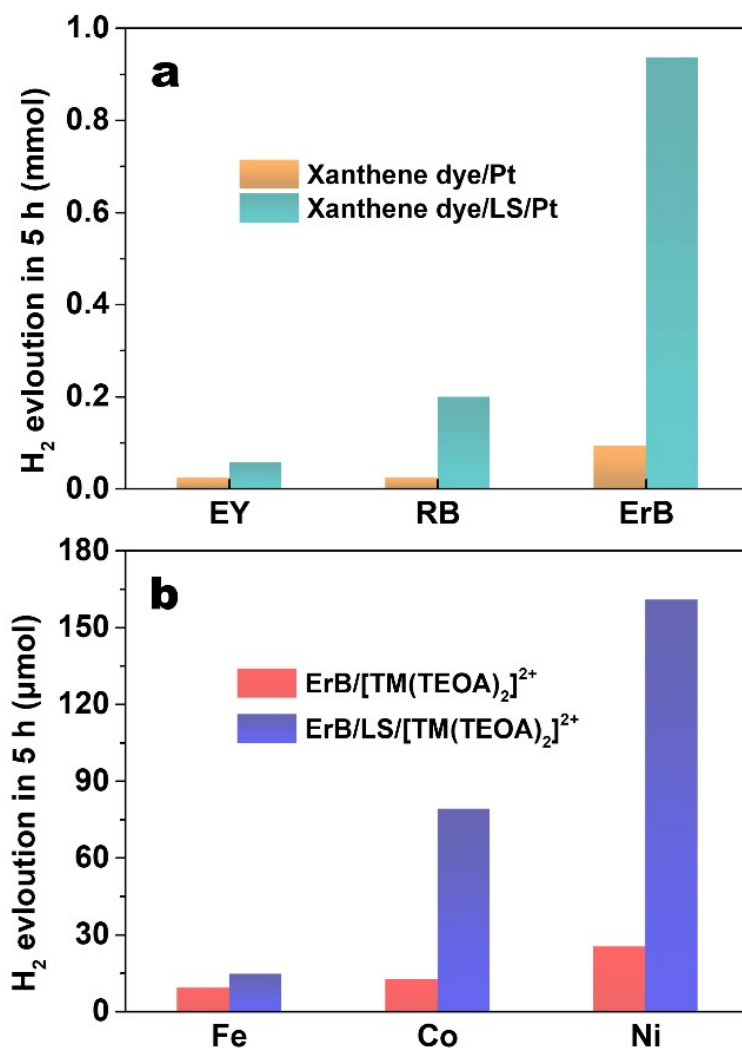 a
H₂ evloution in 5 h (mmol)
1.0
0.8
0.6
0.4
0.2
0.0
Xanthene dye/Pt
Xanthene dye/LS/Pt
EY RB ErB
b
H₂ evloution in 5 h (μmol)
180
150
120
90
60
30
0
ErB/[TM(TEOA)₂]²⁺
ErB/LS/[TM(TEOA)₂]²⁺
Fe Co Ni